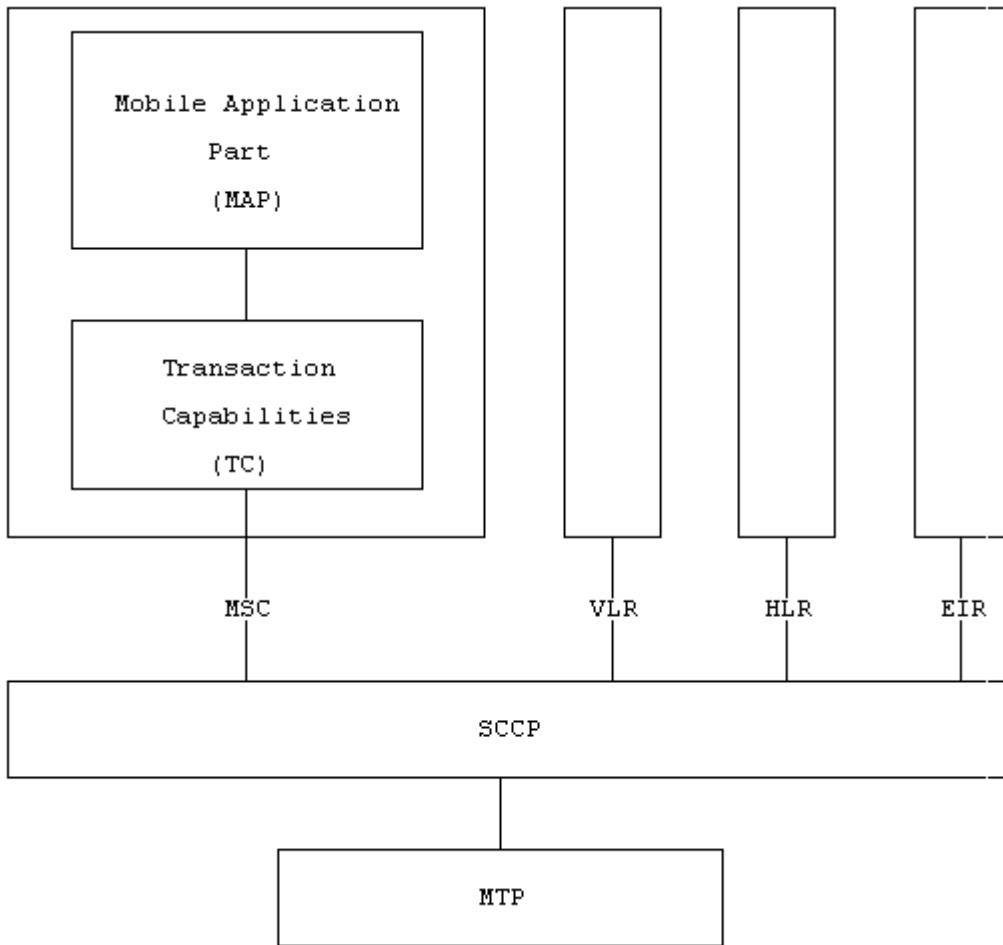 Mobile Application
Part
(MAP)
Transaction
Capabilities
(TC)
MSC
VLR
HLR
EIR
SCCP
MTP